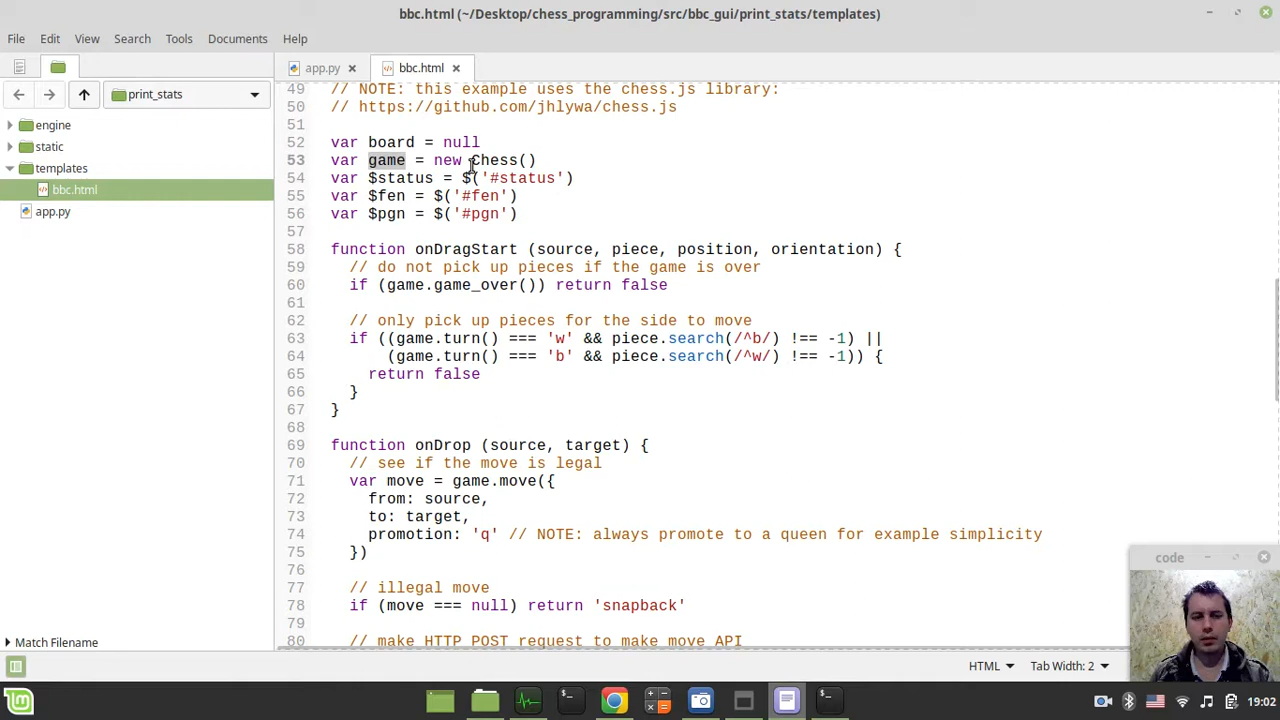 bbc.html (~/Desktop/chess_programming/src/bbc_gui/print_stats/templates)
File Edit View Search Tools Documents Help
app.py bbc.html
print_stats
engine
static
templates
bbc.html
app.py
49 // NOTE: this example uses the chess.js library:
50 // https://github.com/jhlywa/chess.js
51
52 var board = null
53 var game = new Chess()
54 var $status = $('#status')
55 var $fen = $('#fen')
56 var $pgn = $('#pgn')
57
58 function onDragStart (source, piece, position, orientation) {
59 // do not pick up pieces if the game is over
60 if (game.game_over()) return false
61
62 // only pick up pieces for the side to move
63 if ((game.turn() === 'w' && piece.search(/^b/) !== -1) ||
64 (game.turn() === 'b' && piece.search(/^w/) !== -1)) {
65 return false
66 }
67 }
68
69 function onDrop (source, target) {
70 // see if the move is legal
71 var move = game.move({
72 from: source,
73 to: target,
74 promotion: 'q' // NOTE: always promote to a queen for example simplicity
75 })
76
77 // illegal move
78 if (move === null) return 'snapback'
79
80 // make HTTP POST request to make move API
code
Match Filename
HTML Tab Width: 2
19:02